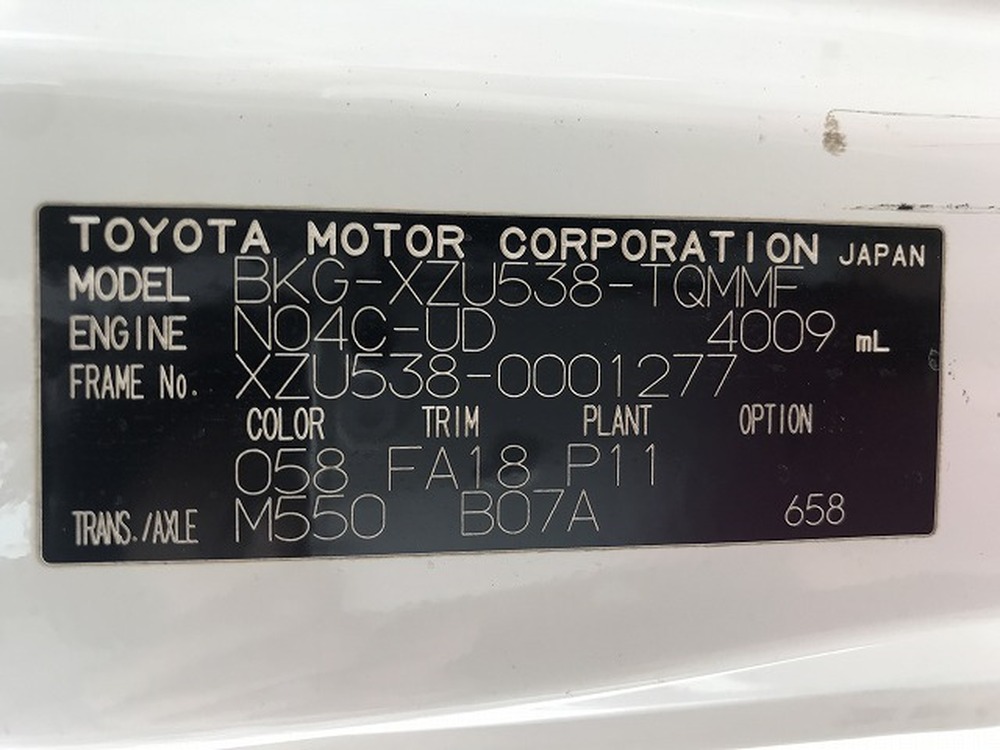 TOYOTA MOTOR CORPORATION JAPAN
MODEL BKG-XZU538-TQMMF
ENGINE N04C-UD 4009 mL
FRAME No. XZU538-0001277
COLOR TRIM PLANT OPTION
058 FA18 P11
TRANS./AXLE M550 B07A 658